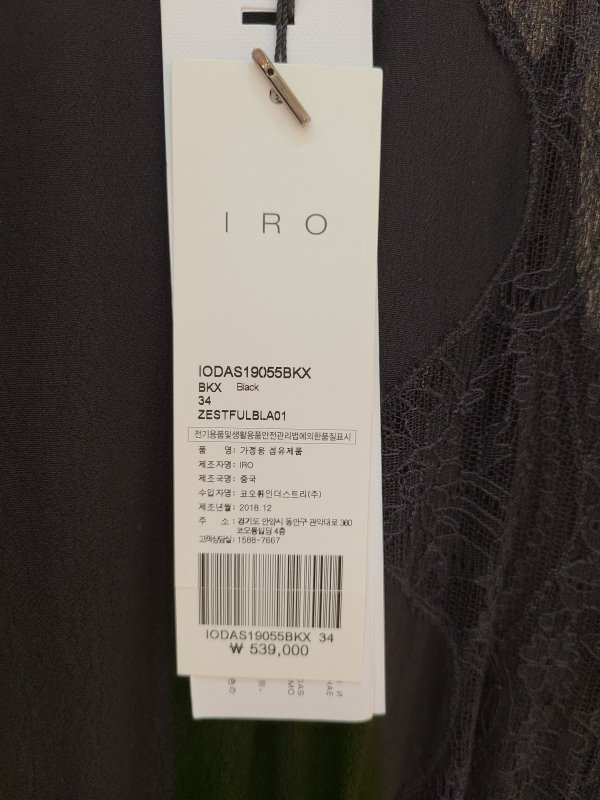 IRO
IODAS19055BKX
BKX Black
34
ZESTFULBLA01
전기용품및생활용품안전관리법에의한품질표시
품 명: 가정용 섬유제품
제조자명: IRO
제조국명: 중국
수입자명: 코오롱인더스트리(주)
제조년월: 2018.12
주 소: 경기도 안양시 동안구 관악대로 360
코오롱빌딩 4층
고객상담실: 1588-7667
IODAS19055BKX 34
₩ 539,000